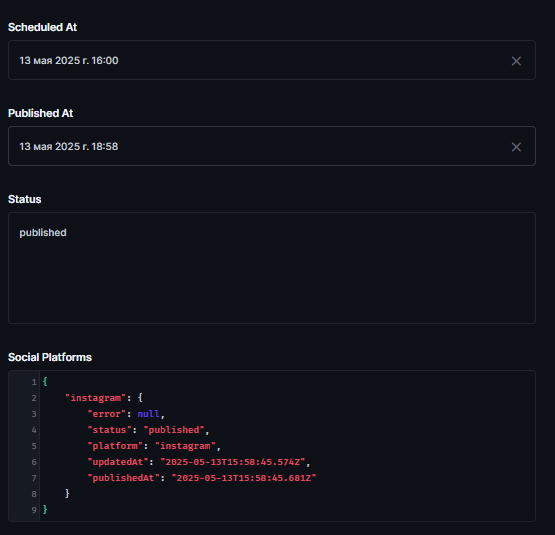 Scheduled At
13 мая 2025 г. 16:00
Published At
13 мая 2025 г. 18:58
Status
published
Social Platforms
1 {
2     "instagram": {
3         "error": null,
4         "status": "published",
5         "platform": "instagram",
6         "updatedAt": "2025-05-13T15:58:45.574Z",
7         "publishedAt": "2025-05-13T15:58:45.681Z"
8     }
9 }